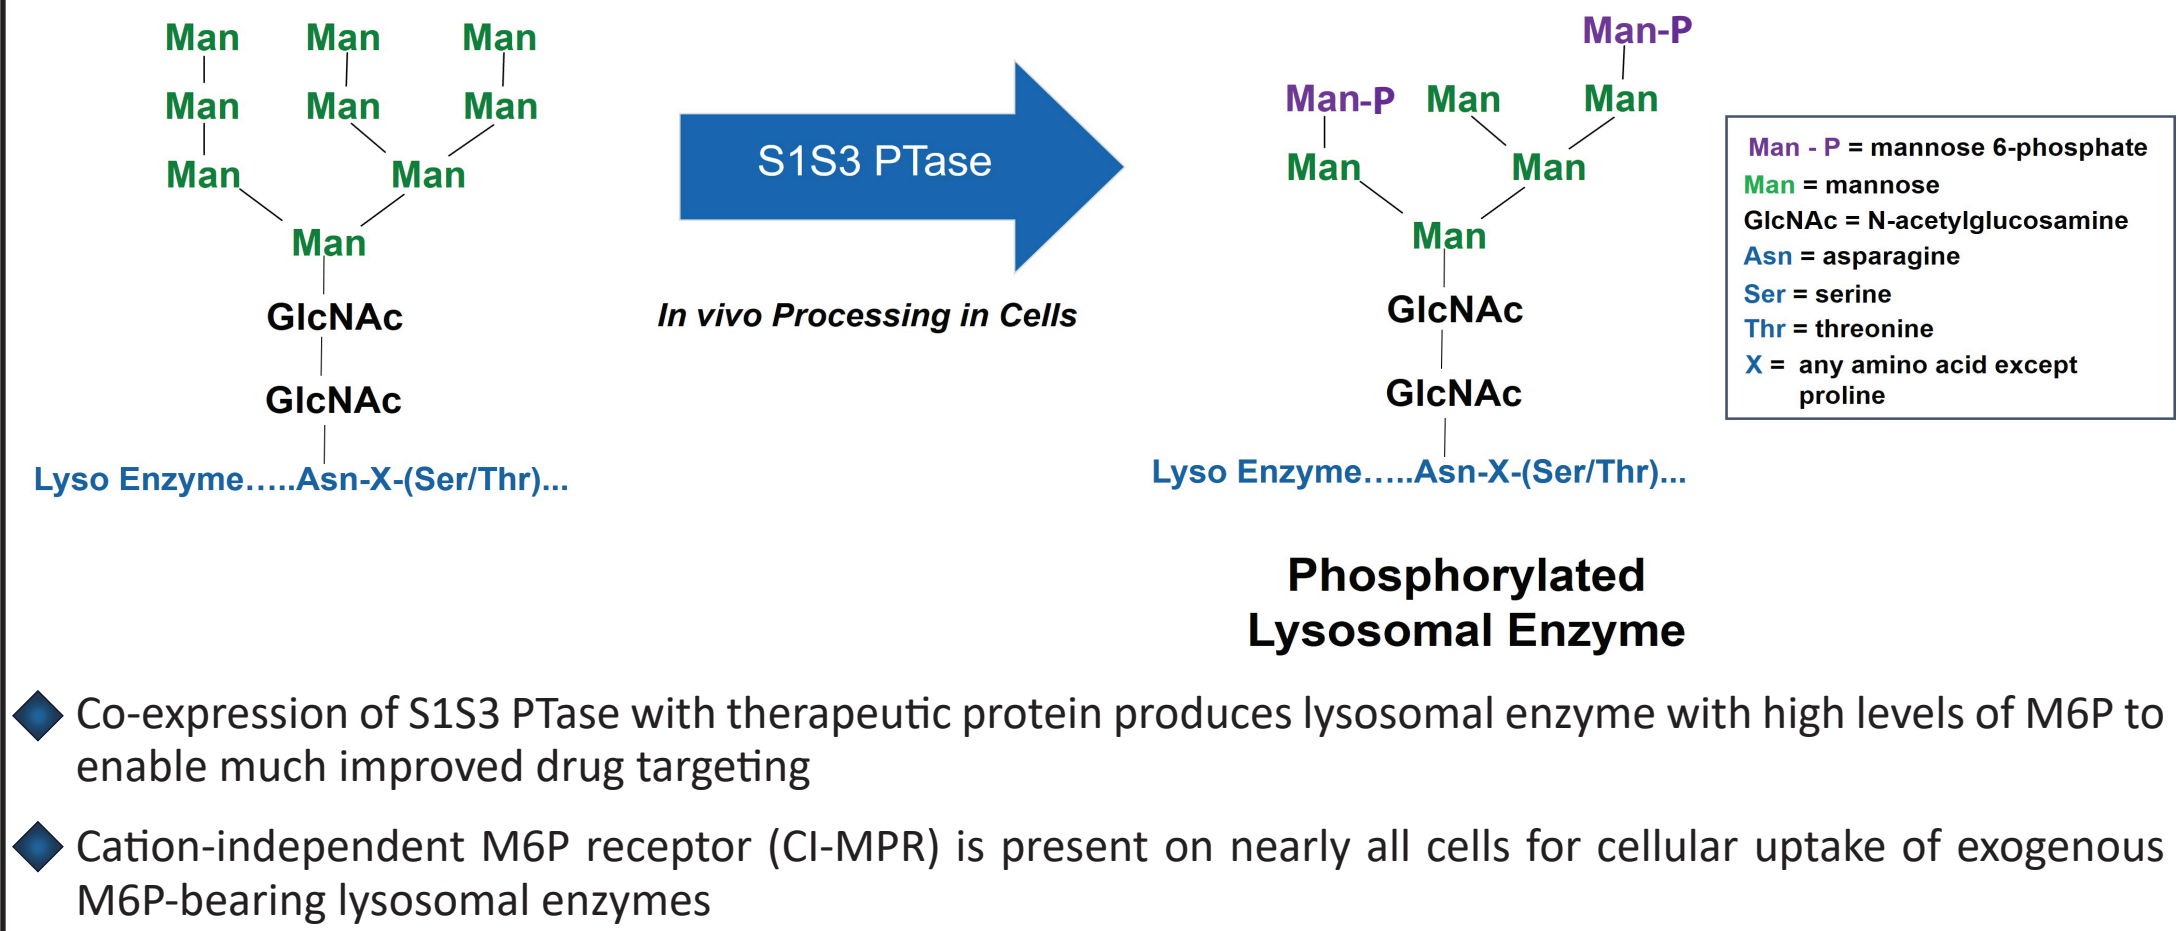 Man Man Man
Man Man Man
Man Man
Man
GlcNAc
GlcNAc
Lyso Enzyme.....Asn-X-(Ser/Thr)...
S1S3 PTase
In vivo Processing in Cells
Man-P
Man-P Man Man
Man Man
Man
GlcNAc
GlcNAc
Lyso Enzyme.....Asn-X-(Ser/Thr)...
Phosphorylated
Lysosomal Enzyme
Man - P = mannose 6-phosphate
Man = mannose
GlcNAc = N-acetylglucosamine
Asn = asparagine
Ser = serine
Thr = threonine
X = any amino acid except
proline
Co-expression of S1S3 PTase with therapeutic protein produces lysosomal enzyme with high levels of M6P to
enable much improved drug targeting
Cation-independent M6P receptor (CI-MPR) is present on nearly all cells for cellular uptake of exogenous
M6P-bearing lysosomal enzymes